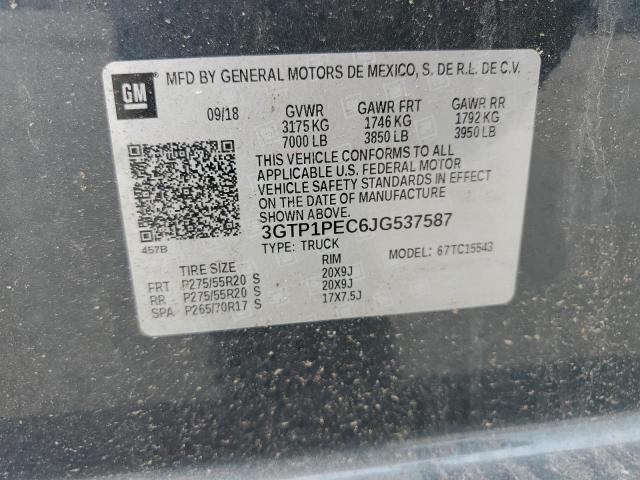 GM
MFD BY GENERAL MOTORS DE MEXICO, S. DE R.L. DE C.V.
09/18 GVWR GAWR FRT GAWR RR
3175 KG 1746 KG 1792 KG
7000 LB 3850 LB 3950 LB
THIS VEHICLE CONFORMS TO ALL
APPLICABLE U.S. FEDERAL MOTOR
VEHICLE SAFETY STANDARDS IN EFFECT
ON THE DATE OF MANUFACTURE
SHOWN ABOVE.
3GTP1PEC6JG537587
457B TYPE: TRUCK MODEL: 67TC15543
TIRE SIZE RIM
FRT P275/55R20 S 20X9J
RR P275/55R20 S 20X9J
SPA P265/70R17 S 17X7.5J